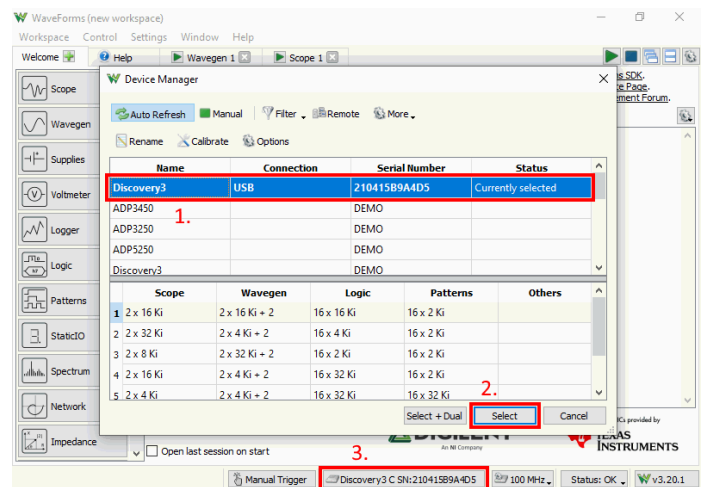 WaveForms (new workspace)
Workspace Control Settings Window Help
Welcome Help Wavegen 1 Scope 1
Device Manager
Auto Refresh Manual Filter Remote More
Rename Calibrate Options
Name Connection Serial Number Status
Discovery3 USB 210415B9A4D5 Currently selected
1.
ADP3450 DEMO
ADP3250 DEMO
ADP5250 DEMO
Discovery3 DEMO
Scope Wavegen Logic Patterns Others
1 2 x 16 Ki 2 x 16 Ki + 2 16 x 16 Ki 16 x 2 Ki
2 2 x 32 Ki 2 x 4 Ki + 2 16 x 4 Ki 16 x 2 Ki
3 2 x 8 Ki 2 x 32 Ki + 2 16 x 2 Ki 16 x 2 Ki
4 2 x 16 Ki 2 x 4 Ki + 2 16 x 32 Ki 16 x 2 Ki
5 2 x 4 Ki 2 x 4 Ki + 2 16 x 32 Ki 16 x 32 Ki
2.
Select + Dual Select Cancel
Scope
Wavegen
Supplies
Voltmeter
Logger
Logic
Patterns
StaticIO
Spectrum
Network
Impedance
SDK.
Page.
ment Forum.
ICs provided by
An NI Company
INSTRUMENTS
Open last session on start
3.
Manual Trigger Discovery3 C SN:210415B9A4D5 100 MHz Status: OK v3.20.1